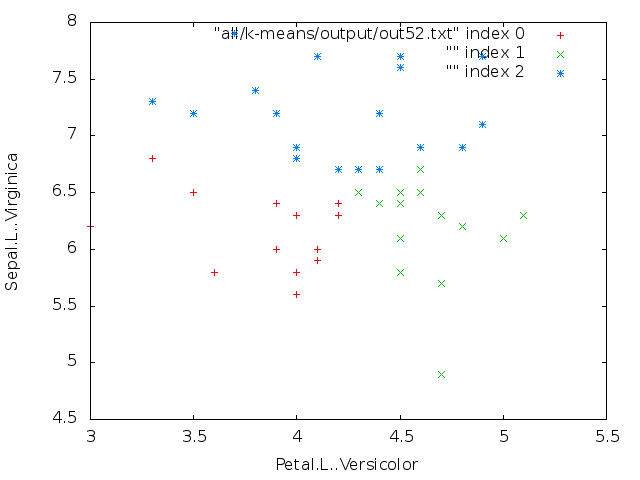 8
"all/k-means/output/out52.txt" index 0
"" index 1
"" index 2
7.5
7
6.5
6
5.5
5
4.5
Sepal.L..Virginica
3 3.5 4 4.5 5 5.5
Petal.L..Versicolor